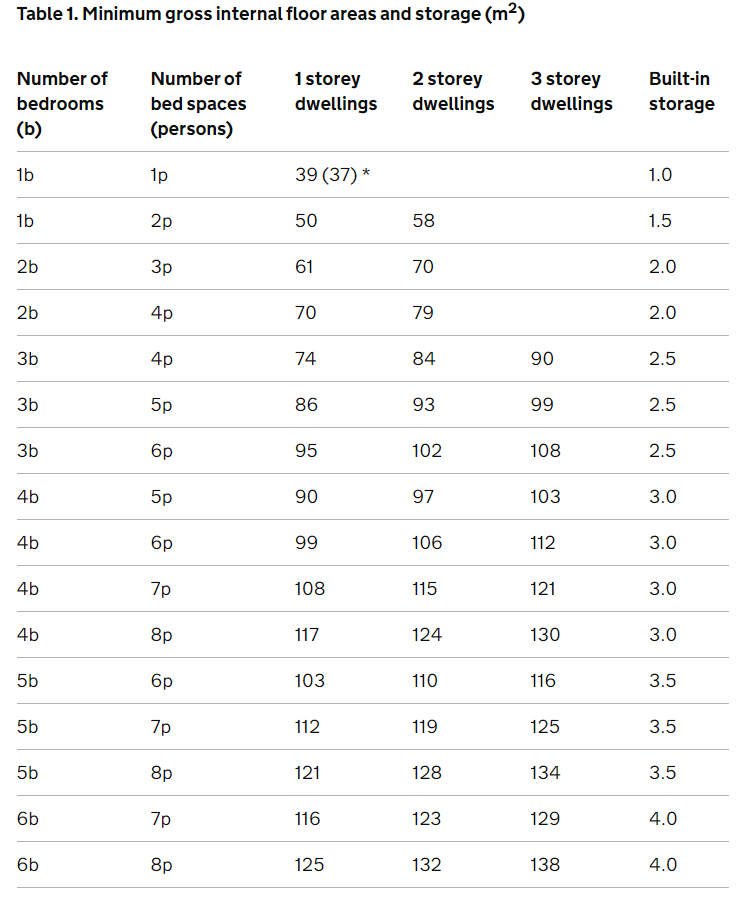 Table 1. Minimum gross internal floor areas and storage (m2)
Number of bedrooms (b) Number of bed spaces (persons) 1 storey dwellings 2 storey dwellings 3 storey dwellings Built-in storage
1b 1p 39 (37) * 1.0
1b 2p 50 58 1.5
2b 3p 61 70 2.0
2b 4p 70 79 2.0
3b 4p 74 84 90 2.5
3b 5p 86 93 99 2.5
3b 6p 95 102 108 2.5
4b 5p 90 97 103 3.0
4b 6p 99 106 112 3.0
4b 7p 108 115 121 3.0
4b 8p 117 124 130 3.0
5b 6p 103 110 116 3.5
5b 7p 112 119 125 3.5
5b 8p 121 128 134 3.5
6b 7p 116 123 129 4.0
6b 8p 125 132 138 4.0